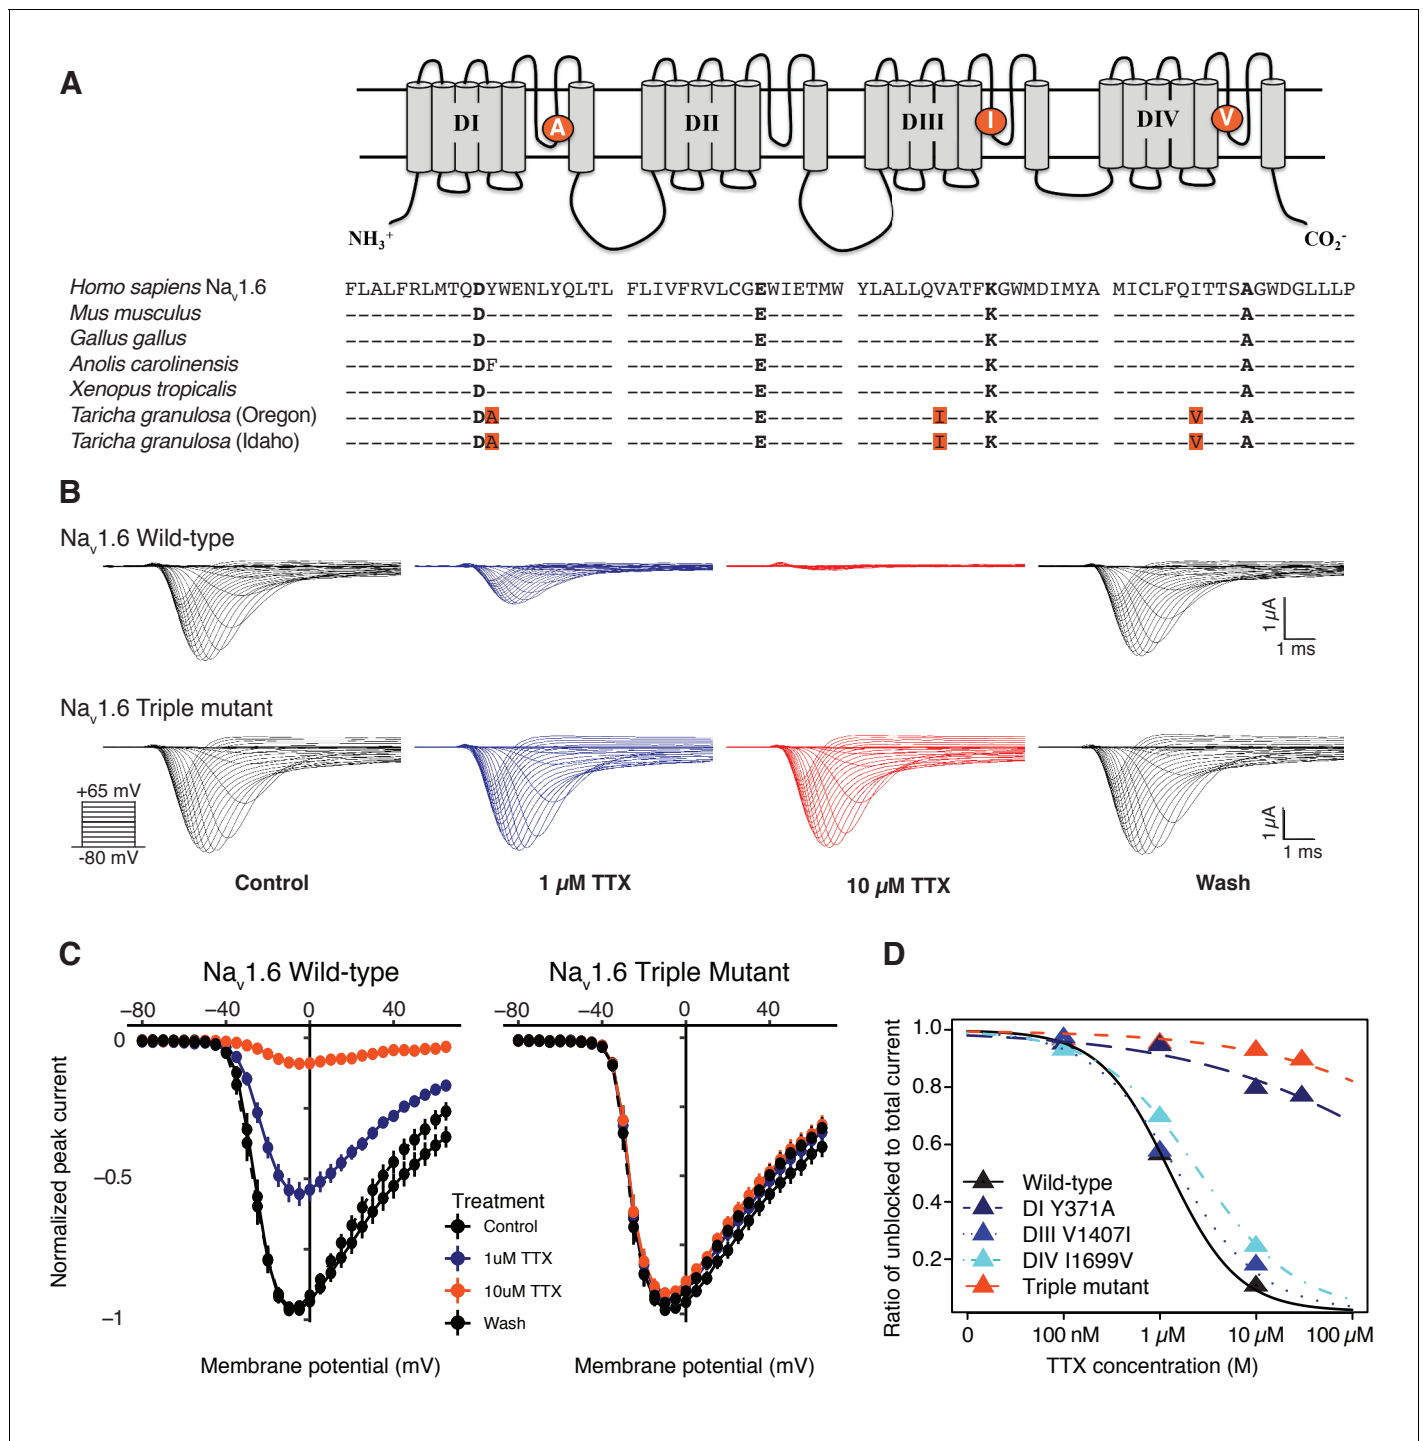 A
DI
A
DII
DIII
I
DIV
V
NH3+
CO2-
Homo sapiens Nav1.6 FLALFRLMTQDYWENLYQLTL FLIVFRVLCGEWIETMW YLALLQVATFKGWMDIMYA MICLFQITTSAGWDGLLLP
Mus musculus ----------D---------- ----------E------ ----------K-------- ----------A--------
Gallus gallus ----------D---------- ----------E------ ----------K-------- ----------A--------
Anolis carolinensis ----------DF--------- ----------E------ ----------K-------- ----------A--------
Xenopus tropicalis ----------D---------- ----------E------ ----------K-------- ----------A--------
Taricha granulosa (Oregon) ----------DA--------- ----------E------ ------I---K-------- ------V---A--------
Taricha granulosa (Idaho) ----------DA--------- ----------E------ ------I---K-------- ------V---A--------
B
Nav1.6 Wild-type
1 µA
1 ms
Nav1.6 Triple mutant
+65 mV
-80 mV
1 µA
1 ms
Control 1 µM TTX 10 µM TTX Wash
C
Nav1.6 Wild-type
−80 −40 0 40
0
−0.5
−1
Normalized peak current
Membrane potential (mV)
Treatment
Control
1uM TTX
10uM TTX
Wash
Nav1.6 Triple Mutant
−80 −40 0 40
Membrane potential (mV)
D
Ratio of unblocked to total current
1.0
0.8
0.6
0.4
0.2
Wild-type
DI Y371A
DIII V1407I
DIV I1699V
Triple mutant
0 100 nM 1 µM 10 µM 100 µM
TTX concentration (M)